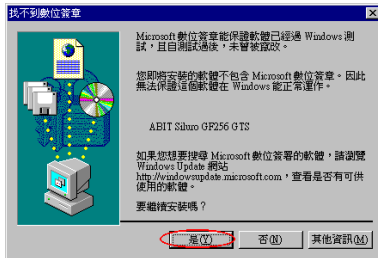 找不到數位簽章
Microsoft 數位簽章能保證軟體已經過 Windows 測
試，且自測試過後，未曾被竄改。
您即將安裝的軟體不包含 Microsoft 數位簽章。因此
無法保證這個軟體在 Windows 能正常運作。
ABIT Siluro GF256 GTS
如果您想要搜尋 Microsoft 數位簽署的軟體，請瀏覽
Windows Update 網站
http://windowsupdate.microsoft.com，查看是否有可供
使用的軟體。
要繼續安裝嗎？
是(Y)
否(N)
其他資訊(M)